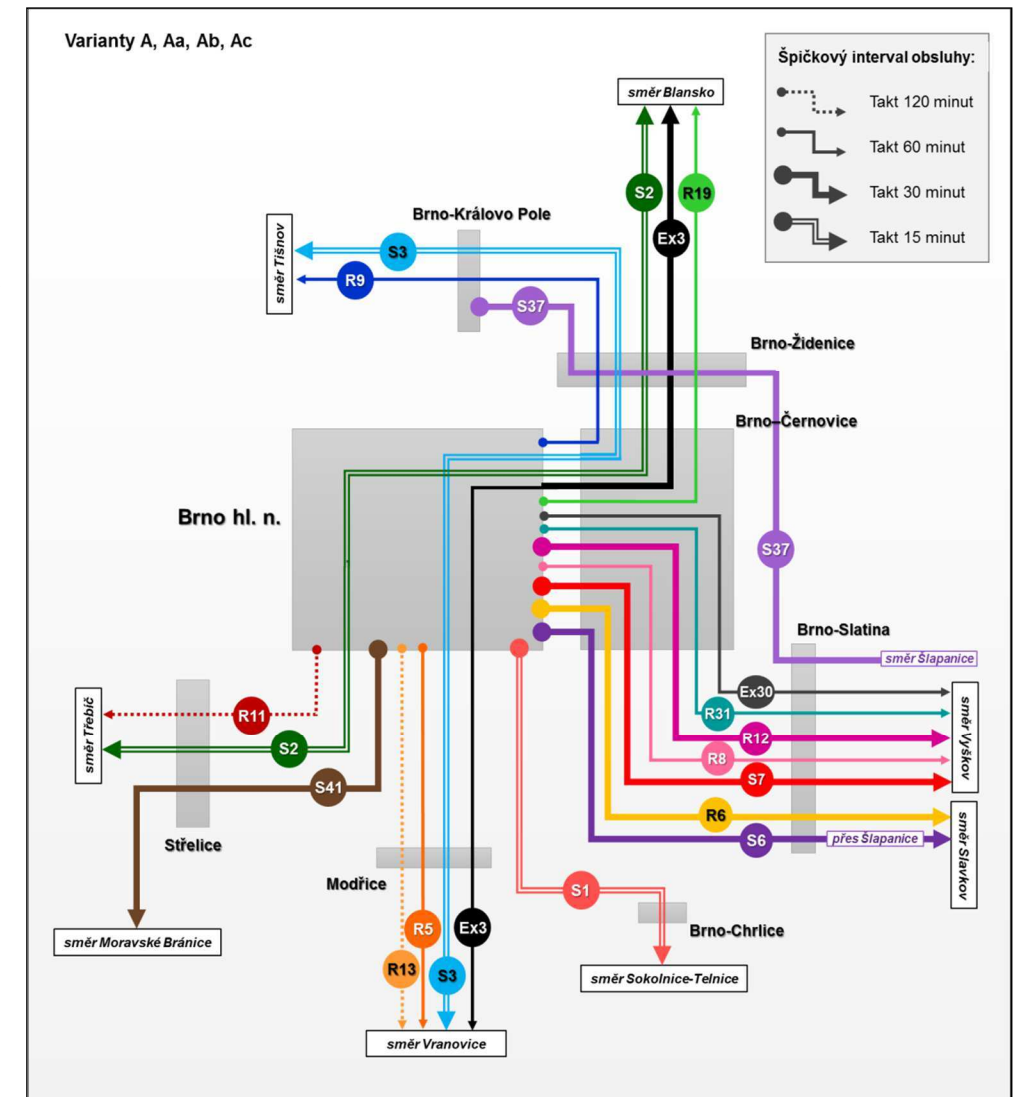 Varianty A, Aa, Ab, Ac
Špičkový interval obsluhy:
Takt 120 minut
Takt 60 minut
Takt 30 minut
Takt 15 minut
směr Blansko
S2
R19
Ex3
Brno-Královo Pole
směr Tišnov
S3
R9
S37
Brno-Židenice
Brno–Černovice
Brno hl. n.
S37
Brno-Slatina
směr Šlapanice
Ex30
R31
R12
R8
S7
směr Vyškov
R6
S6
přes Šlapanice
směr Slavkov
směr Třebíč
R11
S2
S41
Střelice
Modřice
S1
R5
Ex3
Brno-Chrlice
směr Moravské Bránice
R13
S3
směr Sokolnice-Telnice
směr Vranovice